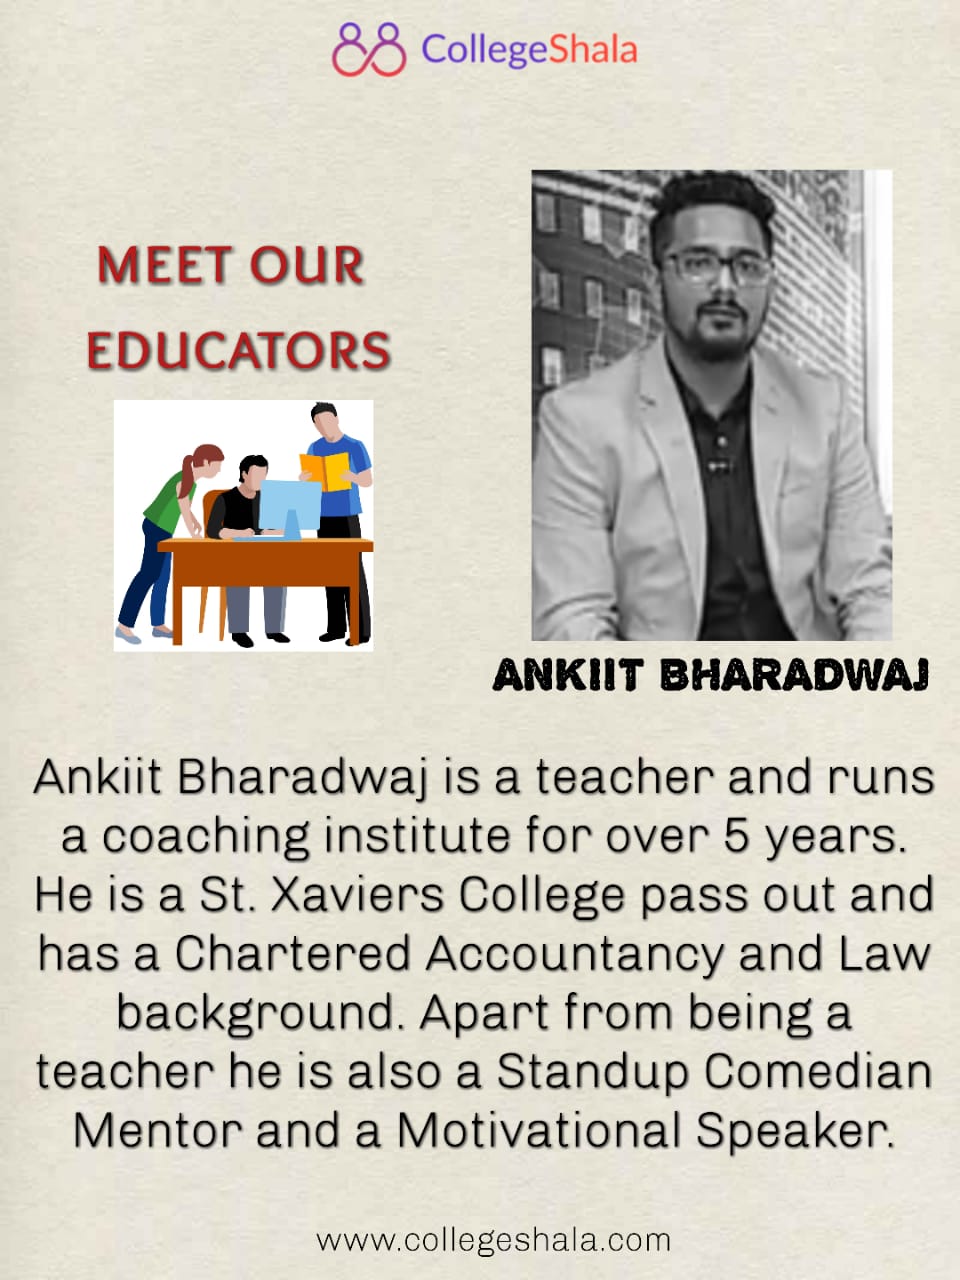 CollegeShala
MEET OUR
EDUCATORS
ANKIIT BHARADWAJ
Ankiit Bharadwaj is a teacher and runs
a coaching institute for over 5 years.
He is a St. Xaviers College pass out and
has a Chartered Accountancy and Law
background. Apart from being a
teacher he is also a Standup Comedian
Mentor and a Motivational Speaker.
www.collegeshala.com